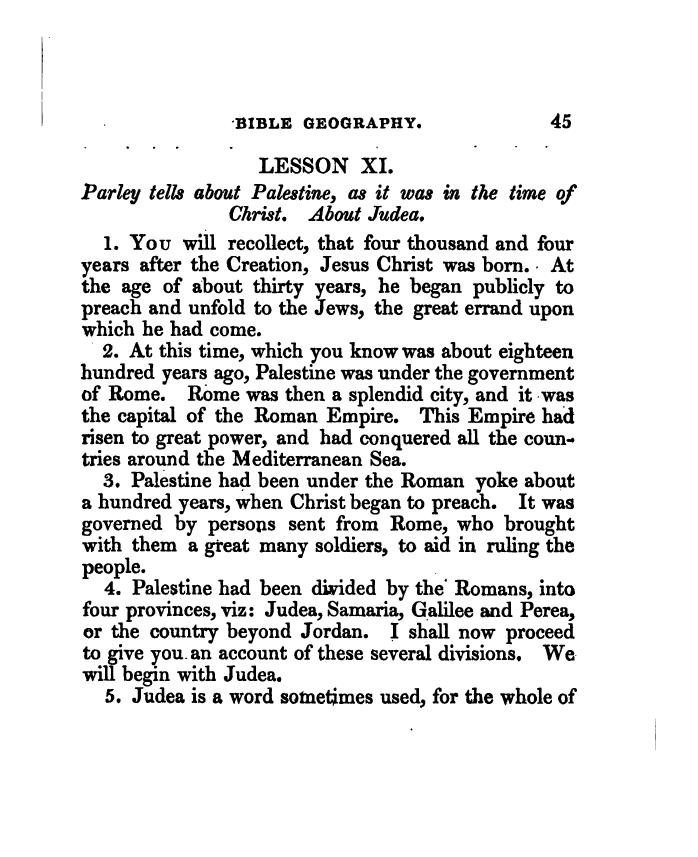 BIBLE GEOGRAPHY. 45
LESSON XI.
Parley tells about Palestine, as it was in the time of
Christ. About Judea.
1. You will recollect, that four thousand and four
years after the Creation, Jesus Christ was born. At
the age of about thirty years, he began publicly to
preach and unfold to the Jews, the great errand upon
which he had come.
2. At this time, which you know was about eighteen
hundred years ago, Palestine was under the government
of Rome. Rome was then a splendid city, and it was
the capital of the Roman Empire. This Empire had
risen to great power, and had conquered all the coun-
tries around the Mediterranean Sea.
3. Palestine had been under the Roman yoke about
a hundred years, when Christ began to preach. It was
governed by persons sent from Rome, who brought
with them a great many soldiers, to aid in ruling the
people.
4. Palestine had been divided by the Romans, into
four provinces, viz: Judea, Samaria, Galilee and Perea,
or the country beyond Jordan. I shall now proceed
to give you an account of these several divisions. We
will begin with Judea.
5. Judea is a word sometimes used, for the whole of